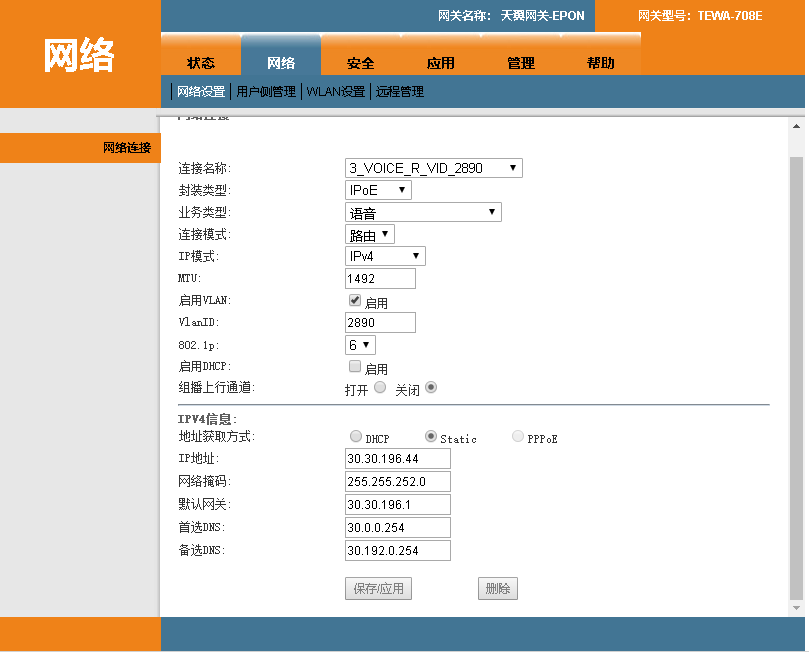 网关名称： 天翼网关-EPON 网关型号：TEWA-708E
网络
状态 网络 安全 应用 管理 帮助
网络设置 用户侧管理 WLAN设置 远程管理
网络连接
网络连接
连接名称: 3_VOICE_R_VID_2890
封装类型: IPoE
业务类型: 语音
连接模式: 路由
IP模式: IPv4
MTU: 1492
启用VLAN: 启用
VlanID: 2890
802.1p: 6
启用DHCP: 启用
组播上行通道: 打开 关闭
IPV4信息:
地址获取方式: DHCP Static PPPoE
IP地址: 30.30.196.44
网络掩码: 255.255.252.0
默认网关: 30.30.196.1
首选DNS: 30.0.0.254
备选DNS: 30.192.0.254
保存/应用 删除